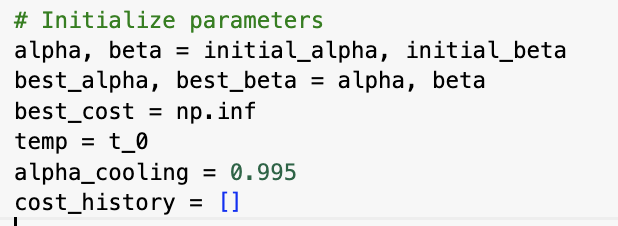 # Initialize parameters
alpha, beta = initial_alpha, initial_beta
best_alpha, best_beta = alpha, beta
best_cost = np.inf
temp = t_0
alpha_cooling = 0.995
cost_history = []